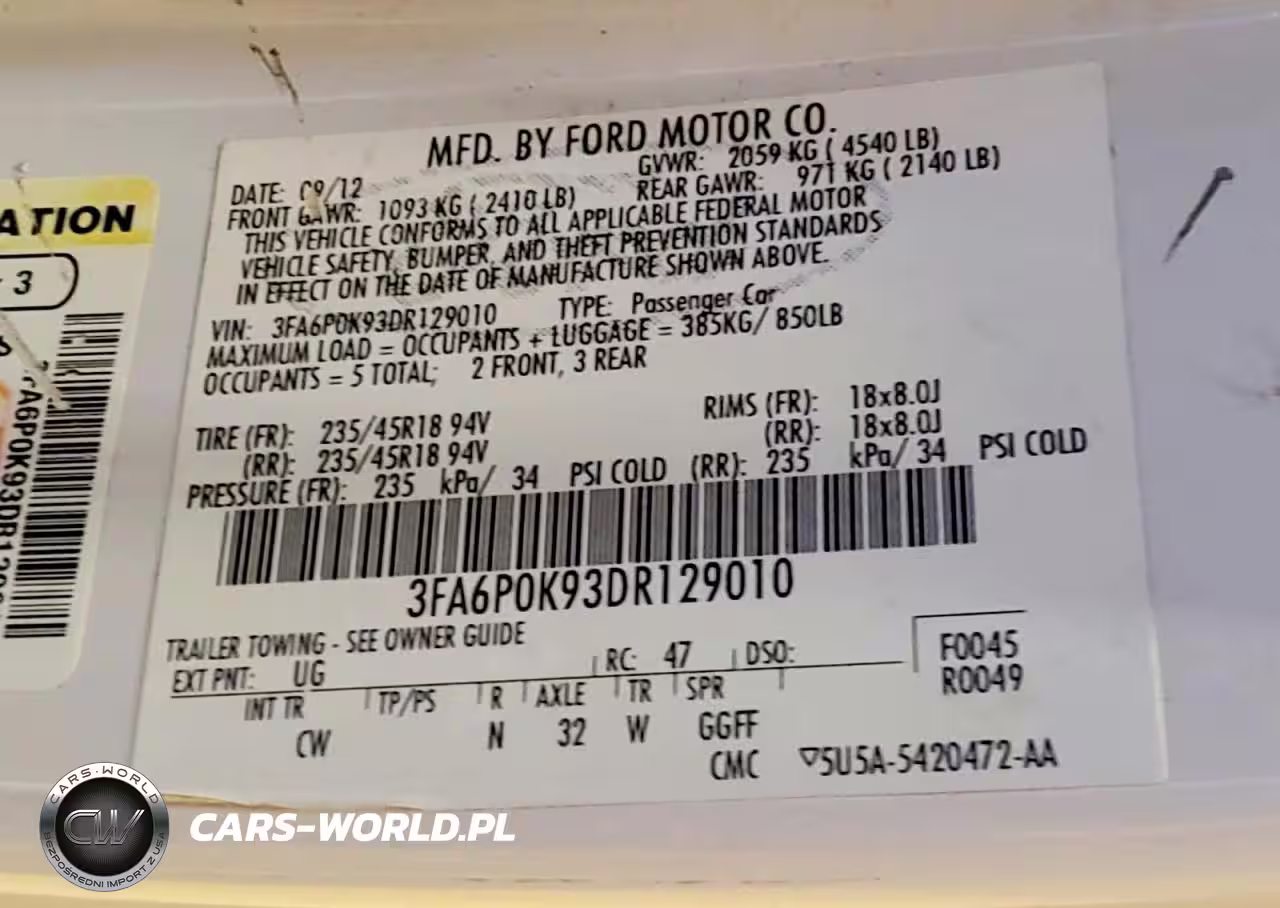 MFD. BY FORD MOTOR CO.
DATE: 09/12 GVWR: 2059 KG ( 4540 LB)
FRONT GAWR: 1093 KG ( 2410 LB) REAR GAWR: 971 KG ( 2140 LB)
THIS VEHICLE CONFORMS TO ALL APPLICABLE FEDERAL MOTOR
VEHICLE SAFETY, BUMPER, AND THEFT PREVENTION STANDARDS
IN EFFECT ON THE DATE OF MANUFACTURE SHOWN ABOVE.
VIN: 3FA6P0K93DR129010 TYPE: Passenger Car
MAXIMUM LOAD = OCCUPANTS + LUGGAGE = 385KG/ 850LB
OCCUPANTS = 5 TOTAL; 2 FRONT, 3 REAR
TIRE (FR): 235/45R18 94V RIMS (FR): 18x8.0J
(RR): 235/45R18 94V (RR): 18x8.0J
PRESSURE (FR): 235 kPa/ 34 PSI COLD (RR): 235 kPa/ 34 PSI COLD
3FA6P0K93DR129010
TRAILER TOWING - SEE OWNER GUIDE
EXT PNT: UG RC: 47 DSO: F0045
R0049
INT TR TP/PS R AXLE TR SPR
CW N 32 W GGFF
CMC ▽5U5A-5420472-AA
ATION
3
CARS-WORLD
CW
BEZPOŚREDNI IMPORT Z USA
CARS-WORLD.PL